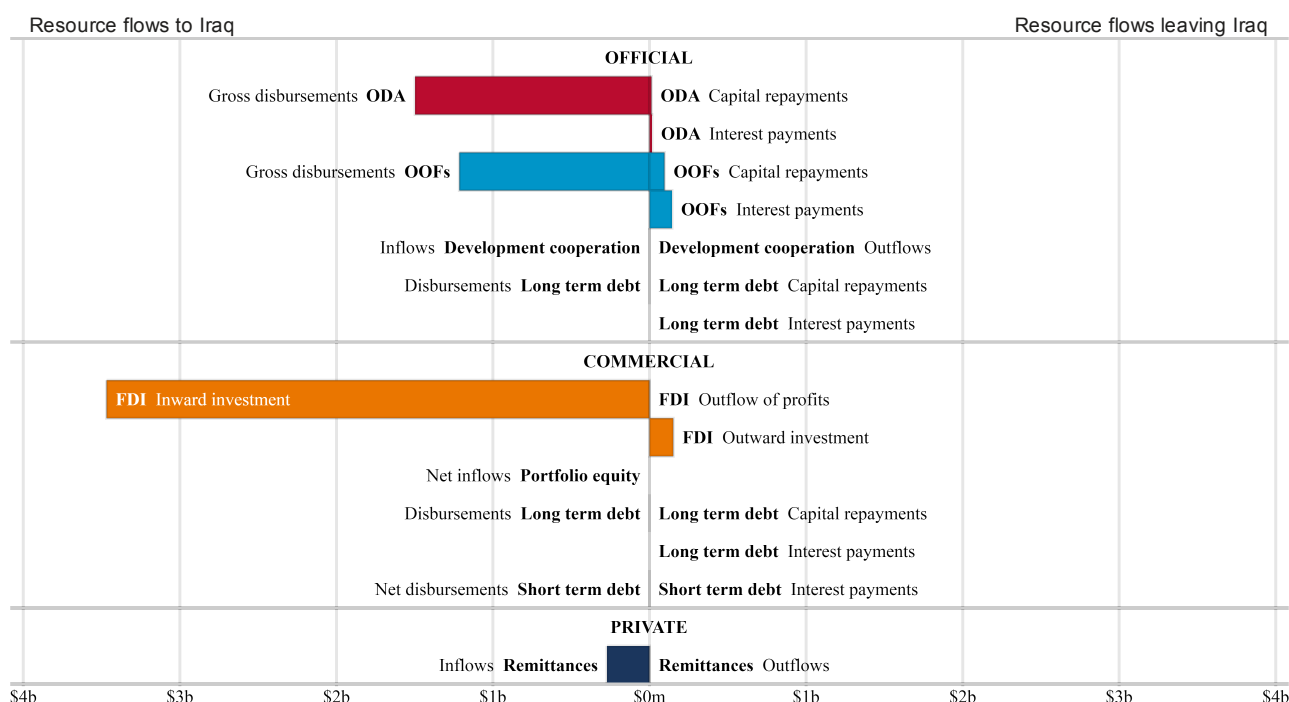 Resource flows to Iraq Resource flows leaving Iraq
OFFICIAL
Gross disbursements ODA ODA Capital repayments
ODA Interest payments
Gross disbursements OOFs OOFs Capital repayments
OOFs Interest payments
Inflows Development cooperation Development cooperation Outflows
Disbursements Long term debt Long term debt Capital repayments
Long term debt Interest payments
COMMERCIAL
FDI Inward investment FDI Outflow of profits
FDI Outward investment
Net inflows Portfolio equity
Disbursements Long term debt Long term debt Capital repayments
Long term debt Interest payments
Net disbursements Short term debt Short term debt Interest payments
PRIVATE
Inflows Remittances Remittances Outflows
$4b $3b $2b $1b $0m $1b $2b $3b $4b